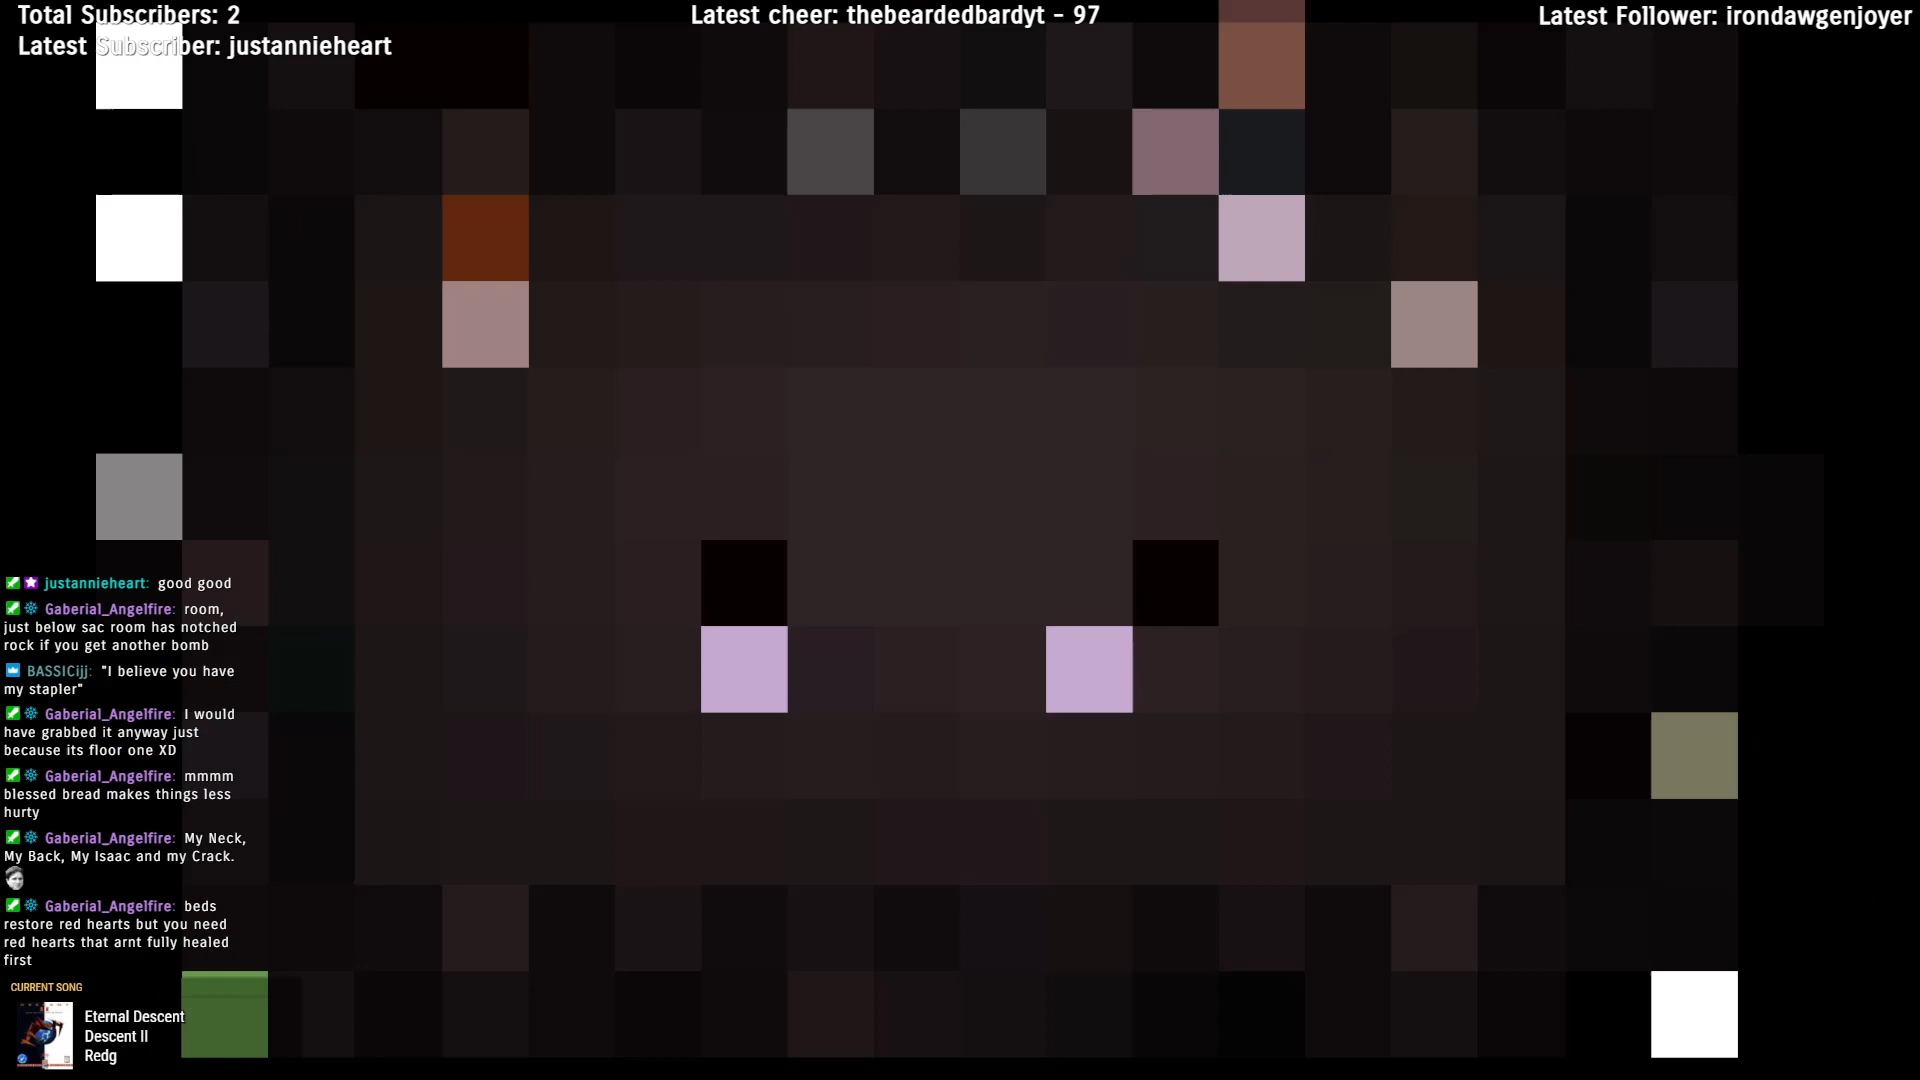 Total Subscribers: 2
Latest cheer: thebeardedbardyt - 97
Latest Follower: irondawgenjoyer
Latest Subscriber: justannieheart
justannieheart: good good
Gaberial_Angelfire: room,
just below sac room has notched
rock if you get another bomb
BASSICijj: "I believe you have
my stapler"
Gaberial_Angelfire: I would
have grabbed it anyway just
because its floor one XD
Gaberial_Angelfire: mmmm
blessed bread makes things less
hurty
Gaberial_Angelfire: My Neck,
My Back, My Isaac and my Crack.
Gaberial_Angelfire: beds
restore red hearts but you need
red hearts that arnt fully healed
first
CURRENT SONG
Eternal Descent
Descent II
Redg